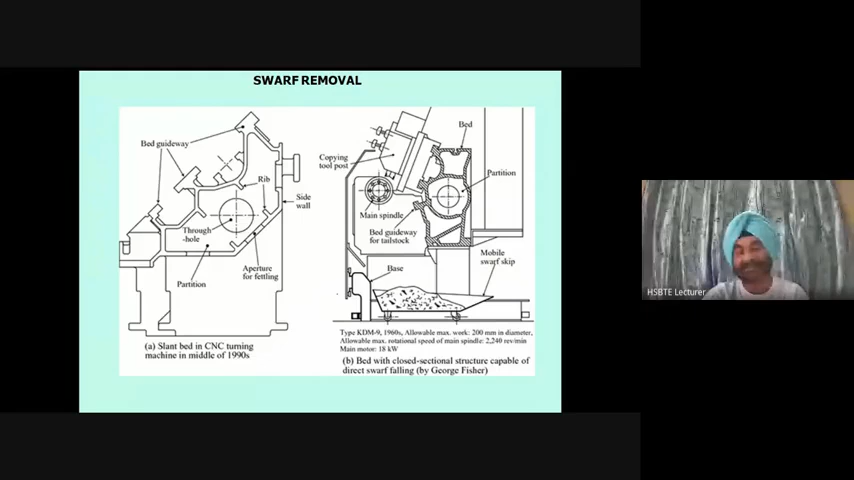 SWARF REMOVAL
Bed guideway
Rib
Side
wall
Through
-hole
Partition
Aperture
for fettling
(a) Slant bed in CNC turning
machine in middle of 1990s
Bed
Copying
tool post
Partition
Main spindle
Bed guideway
for tailstock
Mobile
swarf skip
Base
Type KDM-9, 1960s, Allowable max. work: 200 mm in diameter,
Allowable max. rotational speed of main spindle: 2,240 rev/min
Main motor: 18 kW
(b) Bed with closed-sectional structure capable of
direct swarf falling (by George Fisher)
HSBTE Lecturer